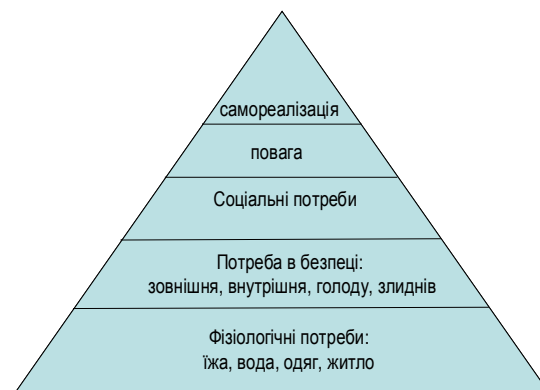 самореалізація
повага
Соціальні потреби
Потреба в безпеці:
зовнішня, внутрішня, голоду, злиднів
Фізіологічні потреби:
їжа, вода, одяг, житло